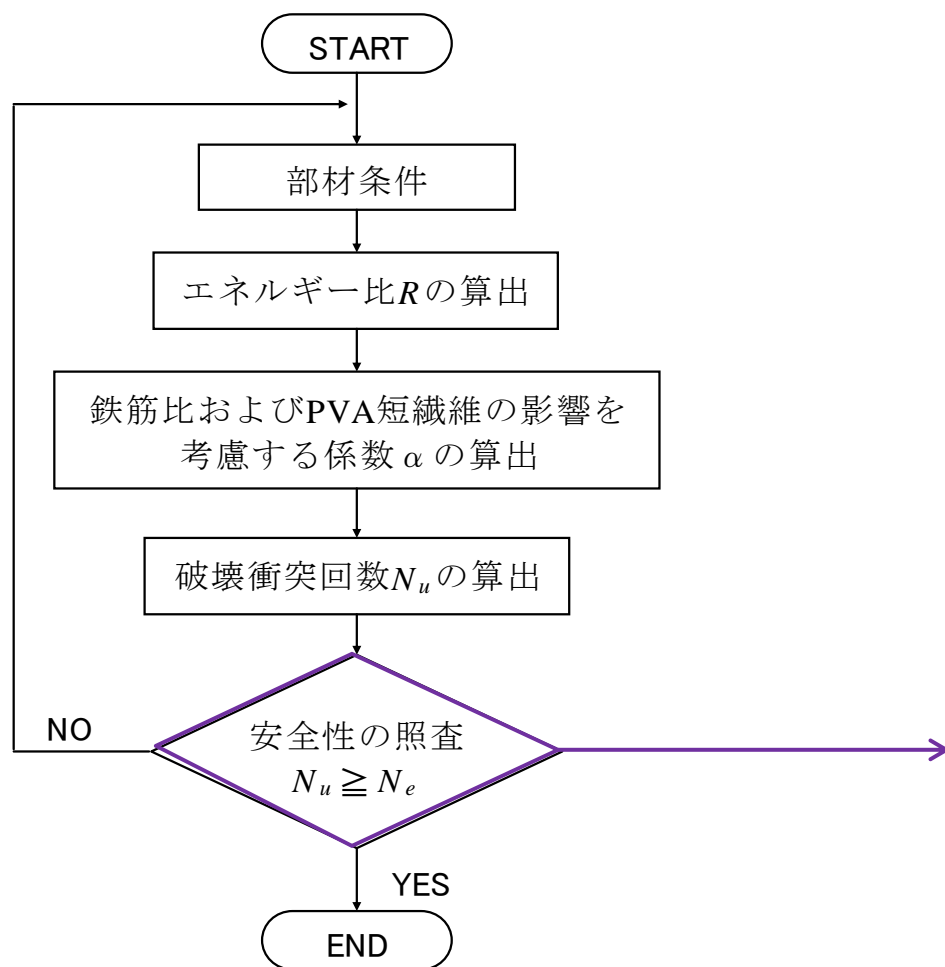 START
部材条件
エネルギー比Rの算出
鉄筋比およびPVA短繊維の影響を
考慮する係数αの算出
破壊衝突回数Nuの算出
安全性の照査
Nu≧Ne
NO
YES
END